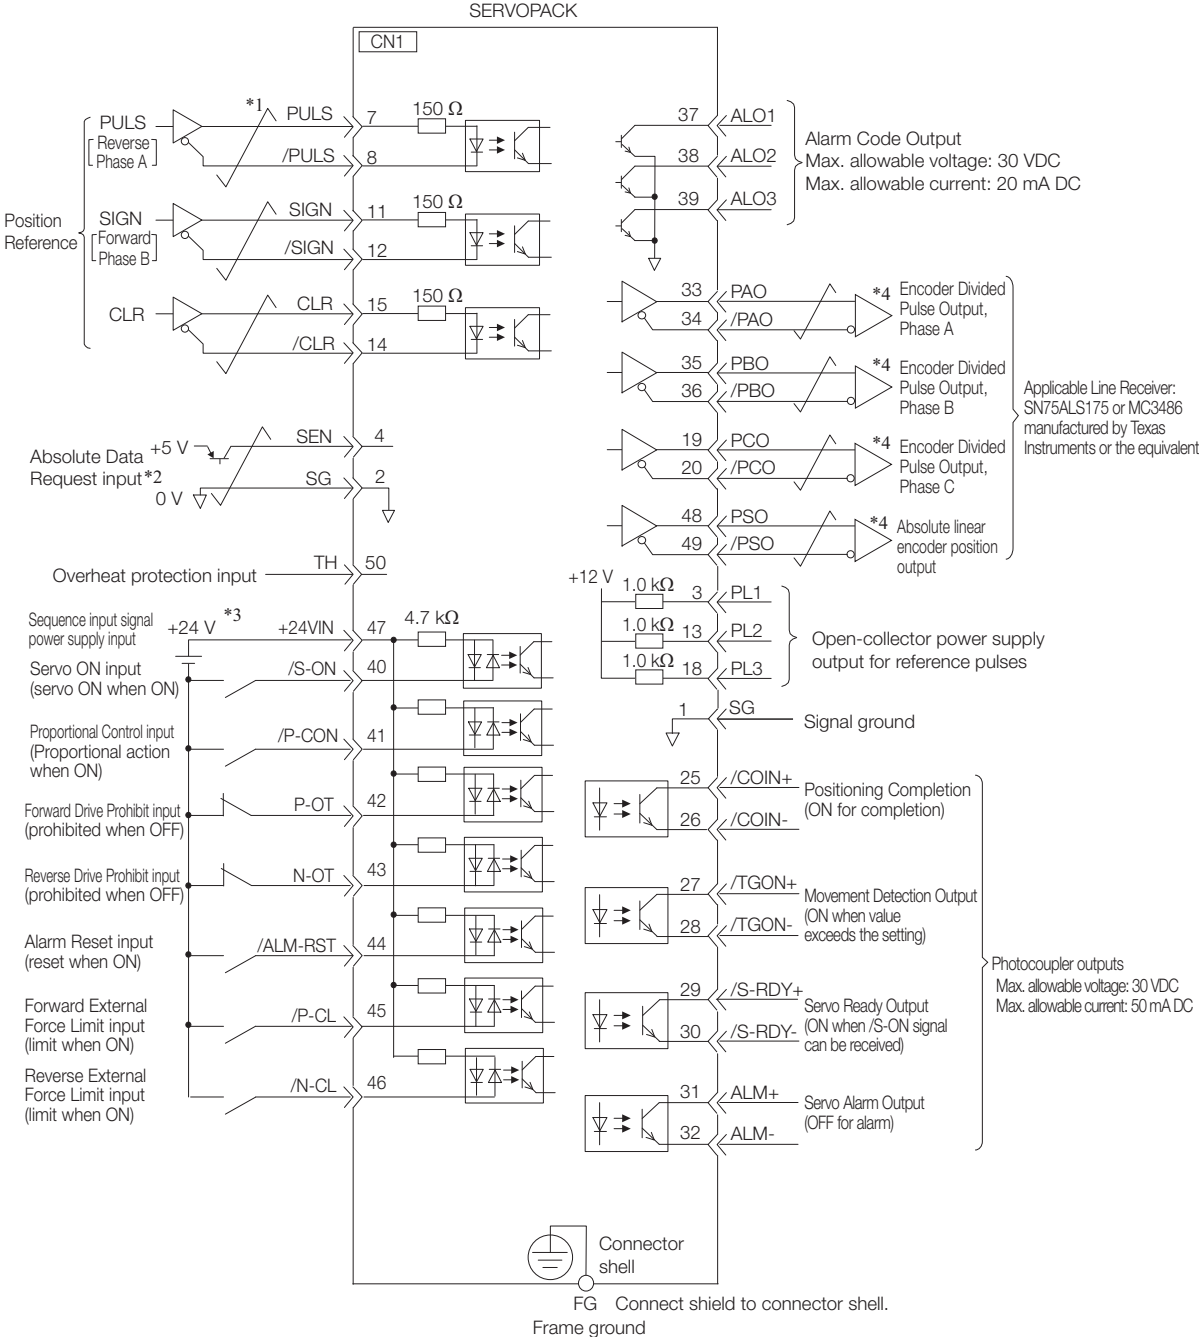 SERVOPACK
CN1
Position
Reference
PULS
Reverse
Phase A
*1
PULS
7
150 Ω
/PULS
8
SIGN
Forward
Phase B
SIGN
11
150 Ω
/SIGN
12
CLR
CLR
15
150 Ω
/CLR
14
Absolute Data
Request input*2
+5 V
0 V
SEN
4
SG
2
Overheat protection input
TH
50
Sequence input signal
power supply input
+24 V
*3
+24VIN
47
4.7 kΩ
Servo ON input
(servo ON when ON)
/S-ON
40
Proportional Control input
(Proportional action
when ON)
/P-CON
41
Forward Drive Prohibit input
(prohibited when OFF)
P-OT
42
Reverse Drive Prohibit input
(prohibited when OFF)
N-OT
43
Alarm Reset input
(reset when ON)
/ALM-RST
44
Forward External
Force Limit input
(limit when ON)
/P-CL
45
Reverse External
Force Limit input
(limit when ON)
/N-CL
46
37
ALO1
38
ALO2
39
ALO3
Alarm Code Output
Max. allowable voltage: 30 VDC
Max. allowable current: 20 mA DC
33
PAO
34
/PAO
*4
Encoder Divided
Pulse Output,
Phase A
35
PBO
36
/PBO
*4
Encoder Divided
Pulse Output,
Phase B
19
PCO
20
/PCO
*4
Encoder Divided
Pulse Output,
Phase C
48
PSO
49
/PSO
*4
Absolute linear
encoder position
output
Applicable Line Receiver:
SN75ALS175 or MC3486
manufactured by Texas
Instruments or the equivalent
+12 V
1.0 kΩ
3
PL1
1.0 kΩ
13
PL2
1.0 kΩ
18
PL3
Open-collector power supply
output for reference pulses
1
SG
Signal ground
25
/COIN+
26
/COIN-
Positioning Completion
(ON for completion)
27
/TGON+
28
/TGON-
Movement Detection Output
(ON when value
exceeds the setting)
29
/S-RDY+
30
/S-RDY-
Servo Ready Output
(ON when /S-ON signal
can be received)
31
ALM+
32
ALM-
Servo Alarm Output
(OFF for alarm)
Photocoupler outputs
Max. allowable voltage: 30 VDC
Max. allowable current: 50 mA DC
Connector
shell
FG
Connect shield to connector shell.
Frame ground